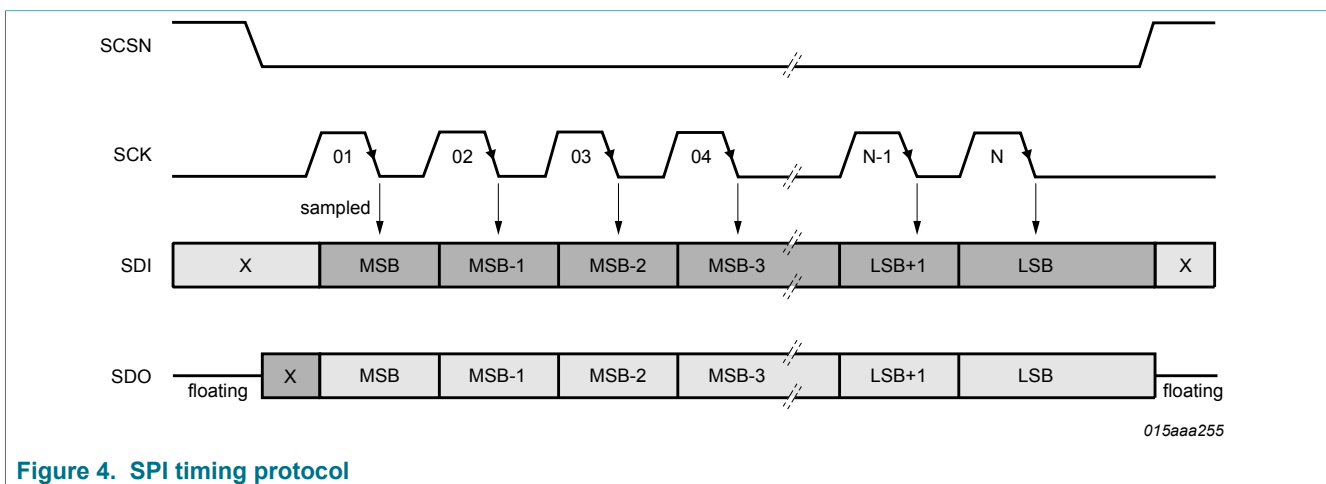 SCSN
SCK
01 02 03 04 N-1 N
sampled
SDI
X MSB MSB-1 MSB-2 MSB-3 LSB+1 LSB X
SDO
floating X MSB MSB-1 MSB-2 MSB-3 LSB+1 LSB floating
015aaa255
Figure 4. SPI timing protocol